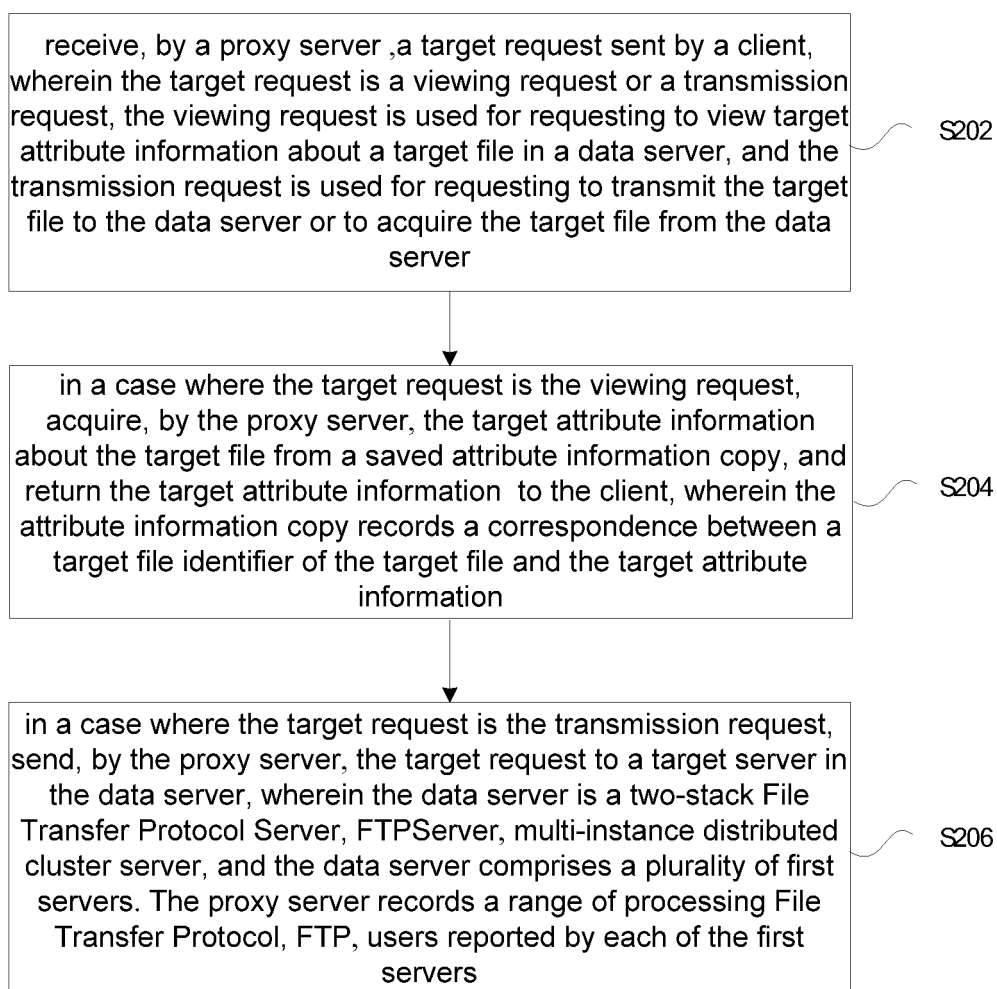 receive, by a proxy server ,a target request sent by a client,
wherein the target request is a viewing request or a transmission
request, the viewing request is used for requesting to view target
attribute information about a target file in a data server, and the
transmission request is used for requesting to transmit the target
file to the data server or to acquire the target file from the data
server
S202
in a case where the target request is the viewing request,
acquire, by the proxy server, the target attribute information
about the target file from a saved attribute information copy, and
return the target attribute information to the client, wherein the
attribute information copy records a correspondence between a
target file identifier of the target file and the target attribute
information
S204
in a case where the target request is the transmission request,
send, by the proxy server, the target request to a target server in
the data server, wherein the data server is a two-stack File
Transfer Protocol Server, FTPServer, multi-instance distributed
cluster server, and the data server comprises a plurality of first
servers. The proxy server records a range of processing File
Transfer Protocol, FTP, users reported by each of the first
servers
S206